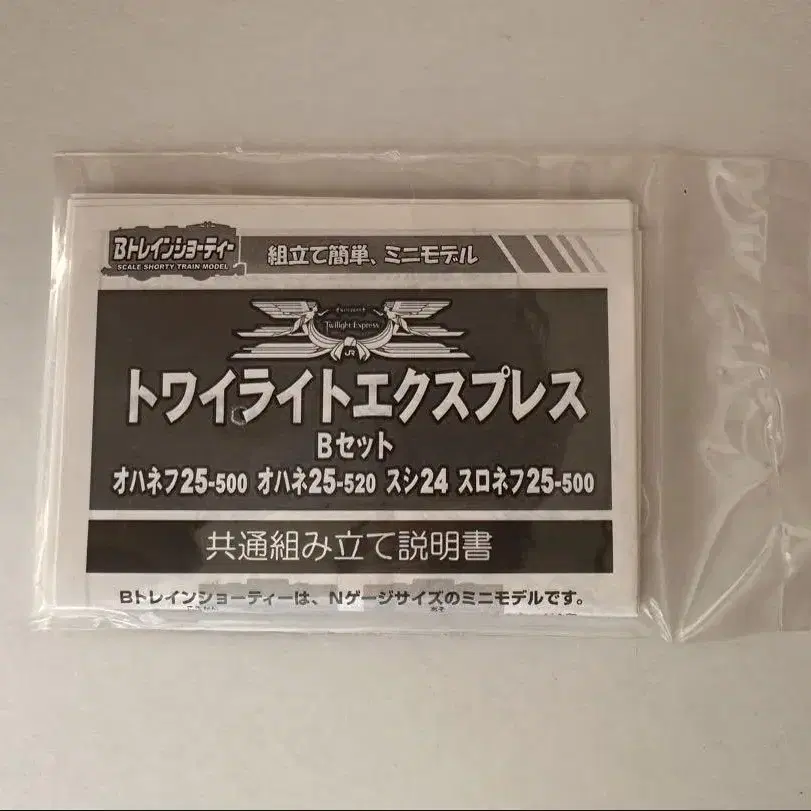 Bトレインショーティー
SCALE SHORTY TRAIN MODEL
組立て簡単、ミニモデル
Twilight Express
JR
トワイライトエクスプレス
Bセット
オハネフ25-500 オハネ25-520 スシ24 スロネフ25-500
共通組み立て説明書
Bトレインショーティーは、Nゲージサイズのミニモデルです。